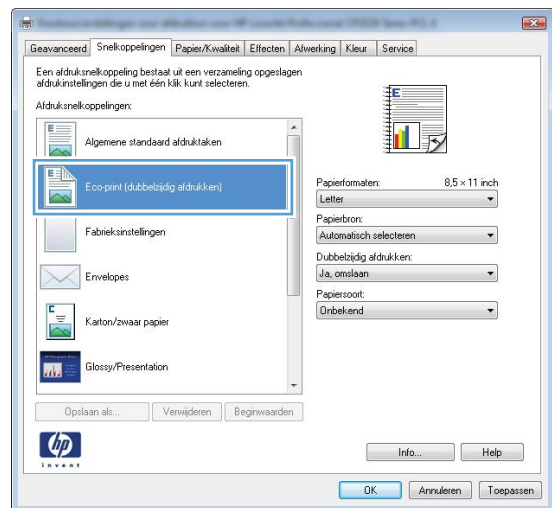 Geavanceerd Snelkoppelingen Papier/Kwaliteit Effecten Afwerking Kleur Service
Een afdruksnelkoppeling bestaat uit een verzameling opgeslagen
afdrukinstellingen die u met één klik kunt selecteren.
Afdruksnelkoppelingen:
Algemene standaard afdruktaken
Eco-print (dubbelzijdig afdrukken)
Fabrieksinstellingen
Envelopes
Karton/zwaar papier
Glossy/Presentation
Opslaan als... Verwijderen Beginwaarden
Papierformaten: 8,5 × 11 inch
Letter
Papierbron:
Automatisch selecteren
Dubbelzijdig afdrukken:
Ja, omslaan
Papiersoort:
Onbekend
hp
invent
Info... Help
OK Annuleren Toepassen